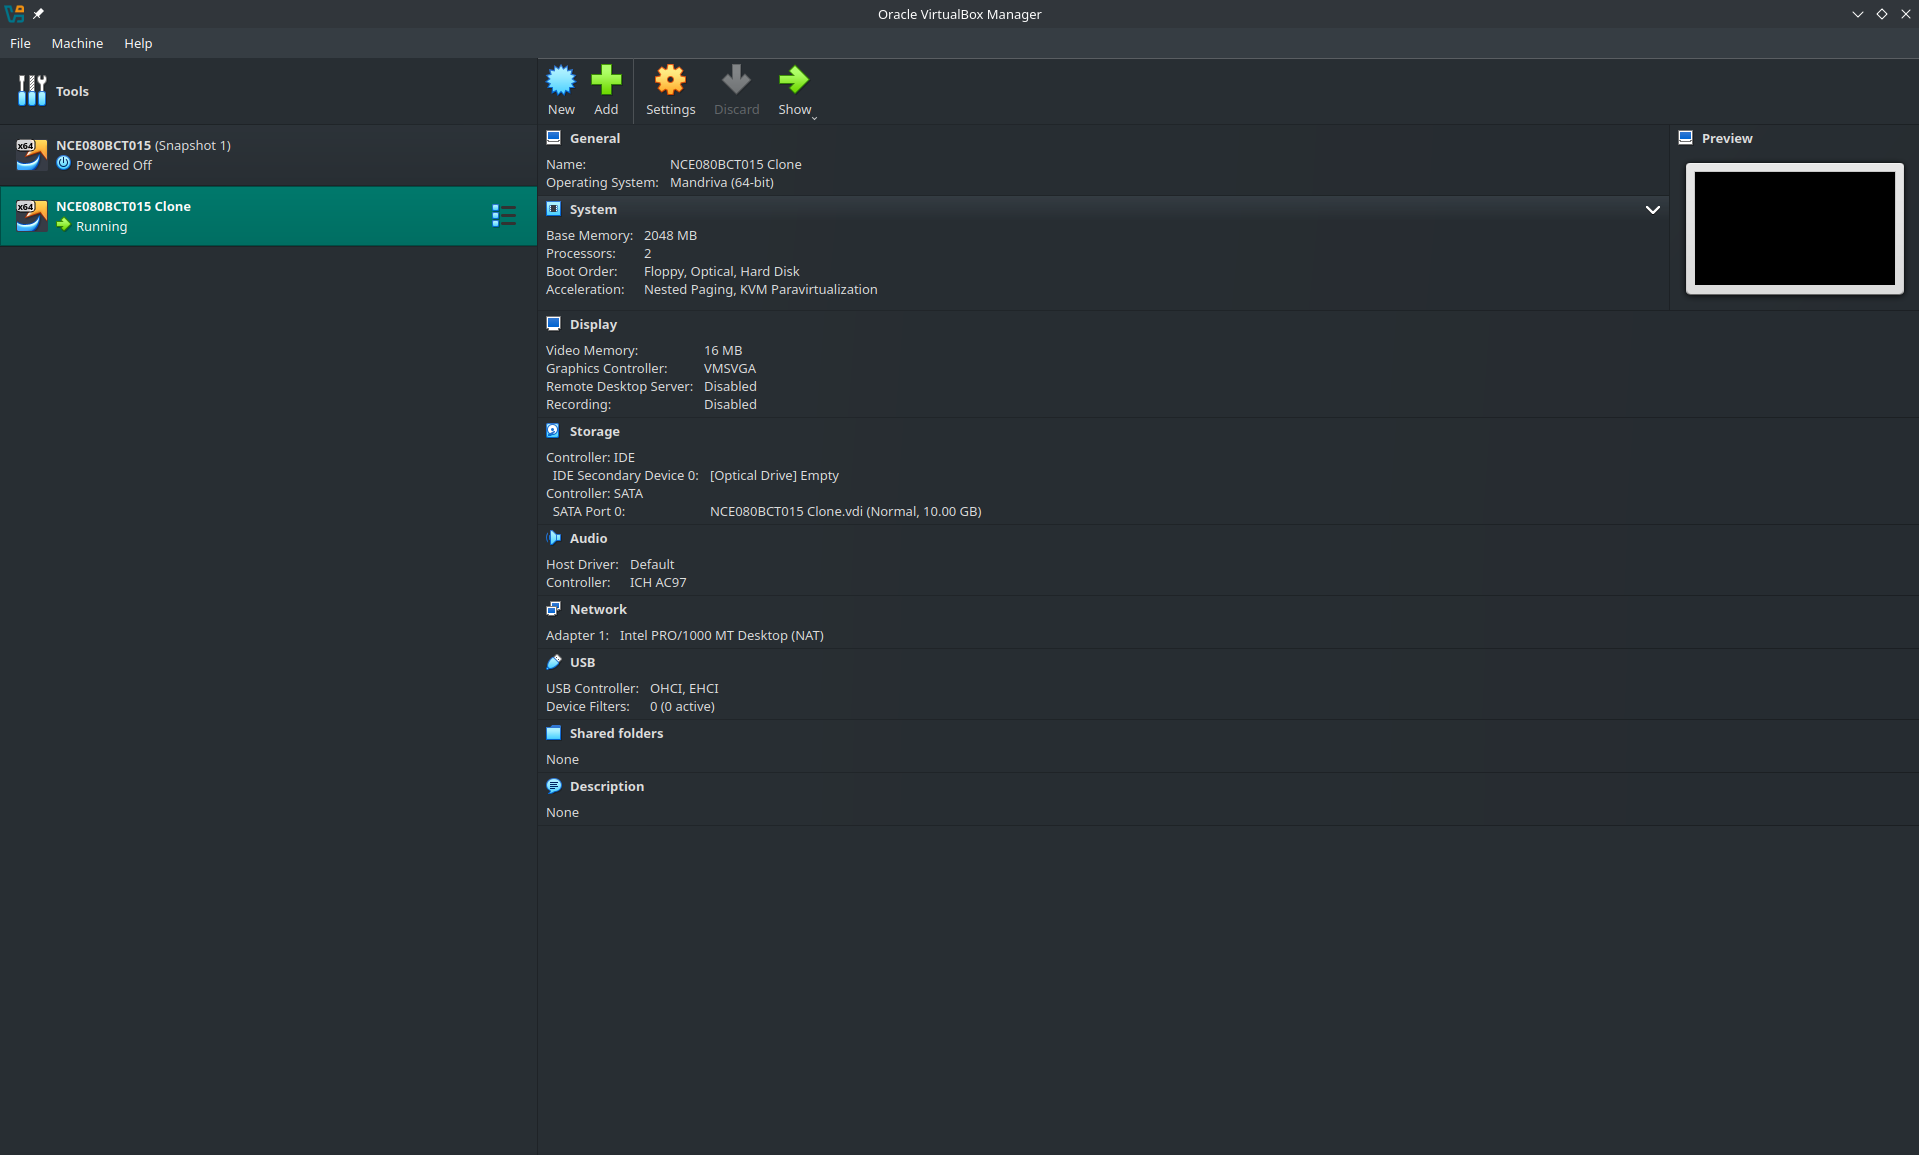 Oracle VirtualBox Manager
File Machine Help
Tools
New Add Settings Discard Show
x64
NCE080BCT015 (Snapshot 1)
Powered Off
x64
NCE080BCT015 Clone
Running
General
Name: NCE080BCT015 Clone
Operating System: Mandriva (64-bit)
System
Base Memory: 2048 MB
Processors: 2
Boot Order: Floppy, Optical, Hard Disk
Acceleration: Nested Paging, KVM Paravirtualization
Preview
Display
Video Memory: 16 MB
Graphics Controller: VMSVGA
Remote Desktop Server: Disabled
Recording: Disabled
Storage
Controller: IDE
IDE Secondary Device 0: [Optical Drive] Empty
Controller: SATA
SATA Port 0: NCE080BCT015 Clone.vdi (Normal, 10.00 GB)
Audio
Host Driver: Default
Controller: ICH AC97
Network
Adapter 1: Intel PRO/1000 MT Desktop (NAT)
USB
USB Controller: OHCI, EHCI
Device Filters: 0 (0 active)
Shared folders
None
Description
None